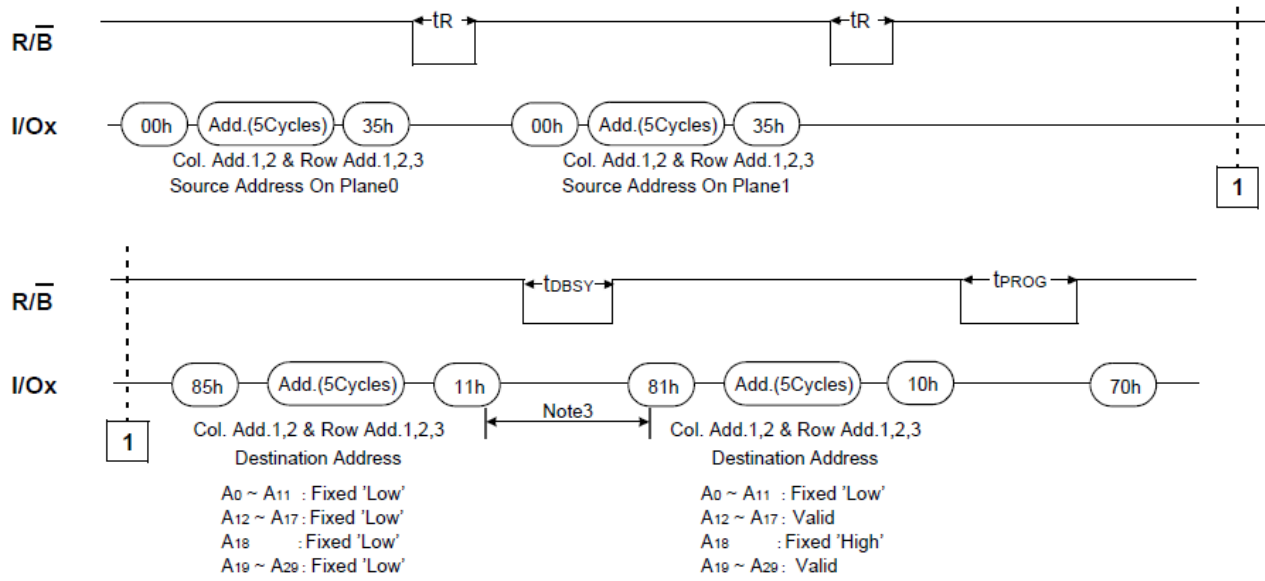 R/B tR tR
I/Ox 00h Add.(5Cycles) 35h 00h Add.(5Cycles) 35h
Col. Add.1,2 & Row Add.1,2,3 Col. Add.1,2 & Row Add.1,2,3
Source Address On Plane0 Source Address On Plane1
1
R/B tDBSY tPROG
I/Ox 85h Add.(5Cycles) 11h 81h Add.(5Cycles) 10h 70h
Note3
1
Col. Add.1,2 & Row Add.1,2,3 Col. Add.1,2 & Row Add.1,2,3
Destination Address Destination Address
A0 ~ A11 : Fixed 'Low' A0 ~ A11 : Fixed 'Low'
A12 ~ A17 : Fixed 'Low' A12 ~ A17 : Valid
A18 : Fixed 'Low' A18 : Fixed 'High'
A19 ~ A29 : Fixed 'Low' A19 ~ A29 : Valid